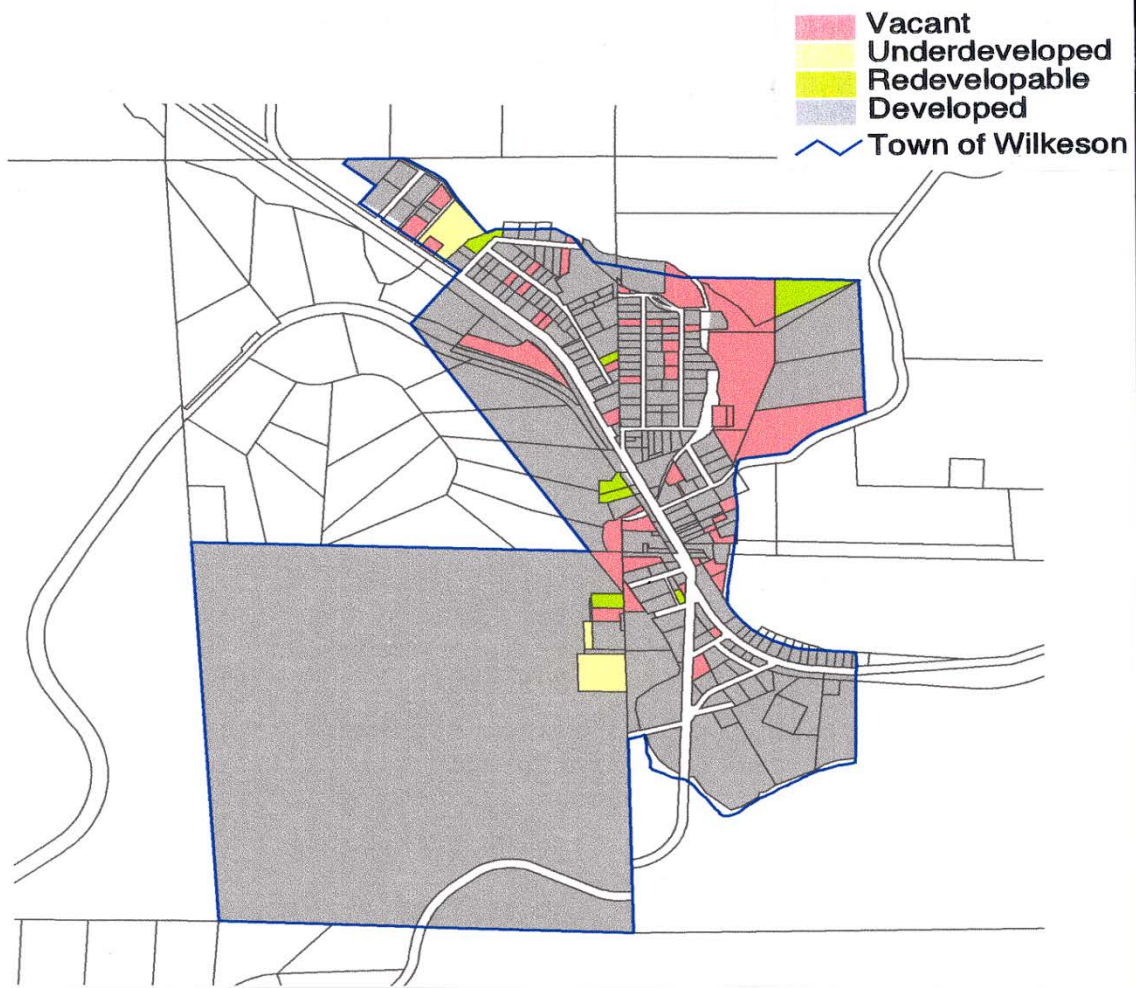 Vacant
Underdeveloped
Redevelopable
Developed
Town of Wilkeson